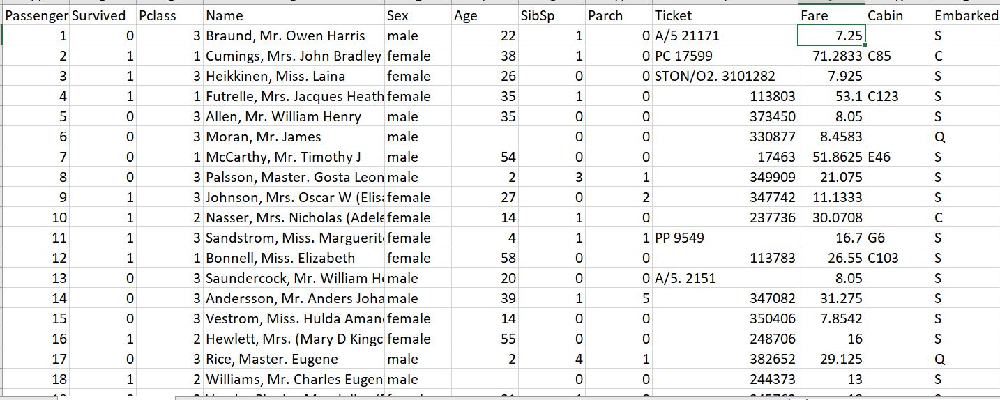 Passenger Survived Pclass Name Sex Age SibSp Parch Ticket Fare Cabin Embarked
1 0 3 Braund, Mr. Owen Harris male 22 1 0 A/5 21171 7.25 S
2 1 1 Cumings, Mrs. John Bradley female 38 1 0 PC 17599 71.2833 C85 C
3 1 3 Heikkinen, Miss. Laina female 26 0 0 STON/O2. 3101282 7.925 S
4 1 1 Futrelle, Mrs. Jacques Heath female 35 1 0 113803 53.1 C123 S
5 0 3 Allen, Mr. William Henry male 35 0 0 373450 8.05 S
6 0 3 Moran, Mr. James male 0 0 330877 8.4583 Q
7 0 1 McCarthy, Mr. Timothy J male 54 0 0 17463 51.8625 E46 S
8 0 3 Palsson, Master. Gosta Leon male 2 3 1 349909 21.075 S
9 1 3 Johnson, Mrs. Oscar W (Elisa female 27 0 2 347742 11.1333 S
10 1 2 Nasser, Mrs. Nicholas (Adele female 14 1 0 237736 30.0708 C
11 1 3 Sandstrom, Miss. Marguerite female 4 1 1 PP 9549 16.7 G6 S
12 1 1 Bonnell, Miss. Elizabeth female 58 0 0 113783 26.55 C103 S
13 0 3 Saundercock, Mr. William He male 20 0 0 A/5. 2151 8.05 S
14 0 3 Andersson, Mr. Anders Joha male 39 1 5 347082 31.275 S
15 0 3 Vestrom, Miss. Hulda Aman female 14 0 0 350406 7.8542 S
16 1 2 Hewlett, Mrs. (Mary D Kingc female 55 0 0 248706 16 S
17 0 3 Rice, Master. Eugene male 2 4 1 382652 29.125 Q
18 1 2 Williams, Mr. Charles Eugen male 0 0 244373 13 S